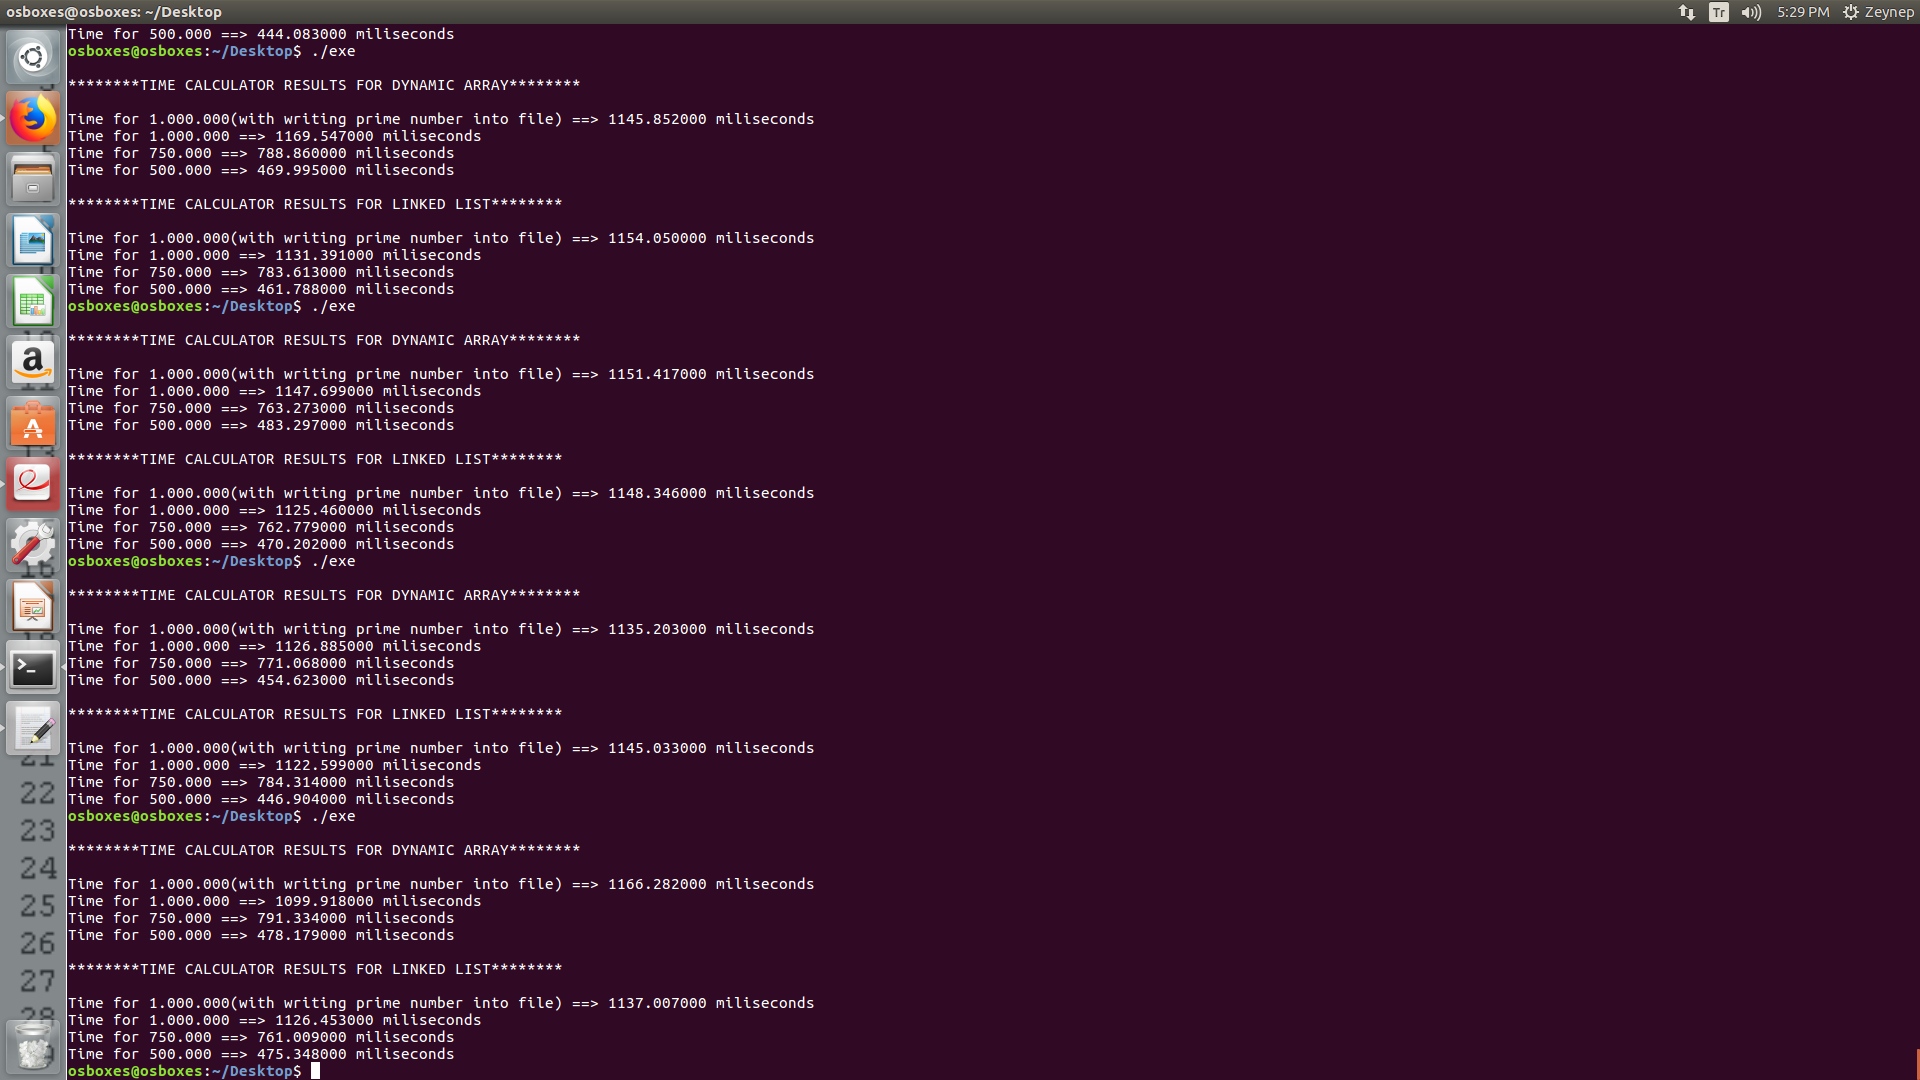 osboxes@osboxes: ~/Desktop
Tr
5:29 PM
Zeynep
Time for 500.000 ==> 444.083000 miliseconds
osboxes@osboxes:~/Desktop$ ./exe
********TIME CALCULATOR RESULTS FOR DYNAMIC ARRAY********
Time for 1.000.000(with writing prime number into file) ==> 1145.852000 miliseconds
Time for 1.000.000 ==> 1169.547000 miliseconds
Time for 750.000 ==> 788.860000 miliseconds
Time for 500.000 ==> 469.995000 miliseconds
********TIME CALCULATOR RESULTS FOR LINKED LIST********
Time for 1.000.000(with writing prime number into file) ==> 1154.050000 miliseconds
Time for 1.000.000 ==> 1131.391000 miliseconds
Time for 750.000 ==> 783.613000 miliseconds
Time for 500.000 ==> 461.788000 miliseconds
osboxes@osboxes:~/Desktop$ ./exe
********TIME CALCULATOR RESULTS FOR DYNAMIC ARRAY********
Time for 1.000.000(with writing prime number into file) ==> 1151.417000 miliseconds
Time for 1.000.000 ==> 1147.699000 miliseconds
Time for 750.000 ==> 763.273000 miliseconds
Time for 500.000 ==> 483.297000 miliseconds
********TIME CALCULATOR RESULTS FOR LINKED LIST********
Time for 1.000.000(with writing prime number into file) ==> 1148.346000 miliseconds
Time for 1.000.000 ==> 1125.460000 miliseconds
Time for 750.000 ==> 762.779000 miliseconds
Time for 500.000 ==> 470.202000 miliseconds
osboxes@osboxes:~/Desktop$ ./exe
********TIME CALCULATOR RESULTS FOR DYNAMIC ARRAY********
Time for 1.000.000(with writing prime number into file) ==> 1135.203000 miliseconds
Time for 1.000.000 ==> 1126.885000 miliseconds
Time for 750.000 ==> 771.068000 miliseconds
Time for 500.000 ==> 454.623000 miliseconds
********TIME CALCULATOR RESULTS FOR LINKED LIST********
Time for 1.000.000(with writing prime number into file) ==> 1145.033000 miliseconds
Time for 1.000.000 ==> 1122.599000 miliseconds
Time for 750.000 ==> 784.314000 miliseconds
Time for 500.000 ==> 446.904000 miliseconds
osboxes@osboxes:~/Desktop$ ./exe
********TIME CALCULATOR RESULTS FOR DYNAMIC ARRAY********
Time for 1.000.000(with writing prime number into file) ==> 1166.282000 miliseconds
Time for 1.000.000 ==> 1099.918000 miliseconds
Time for 750.000 ==> 791.334000 miliseconds
Time for 500.000 ==> 478.179000 miliseconds
********TIME CALCULATOR RESULTS FOR LINKED LIST********
Time for 1.000.000(with writing prime number into file) ==> 1137.007000 miliseconds
Time for 1.000.000 ==> 1126.453000 miliseconds
Time for 750.000 ==> 761.009000 miliseconds
Time for 500.000 ==> 475.348000 miliseconds
osboxes@osboxes:~/Desktop$
21
22
23
24
25
26
27
28